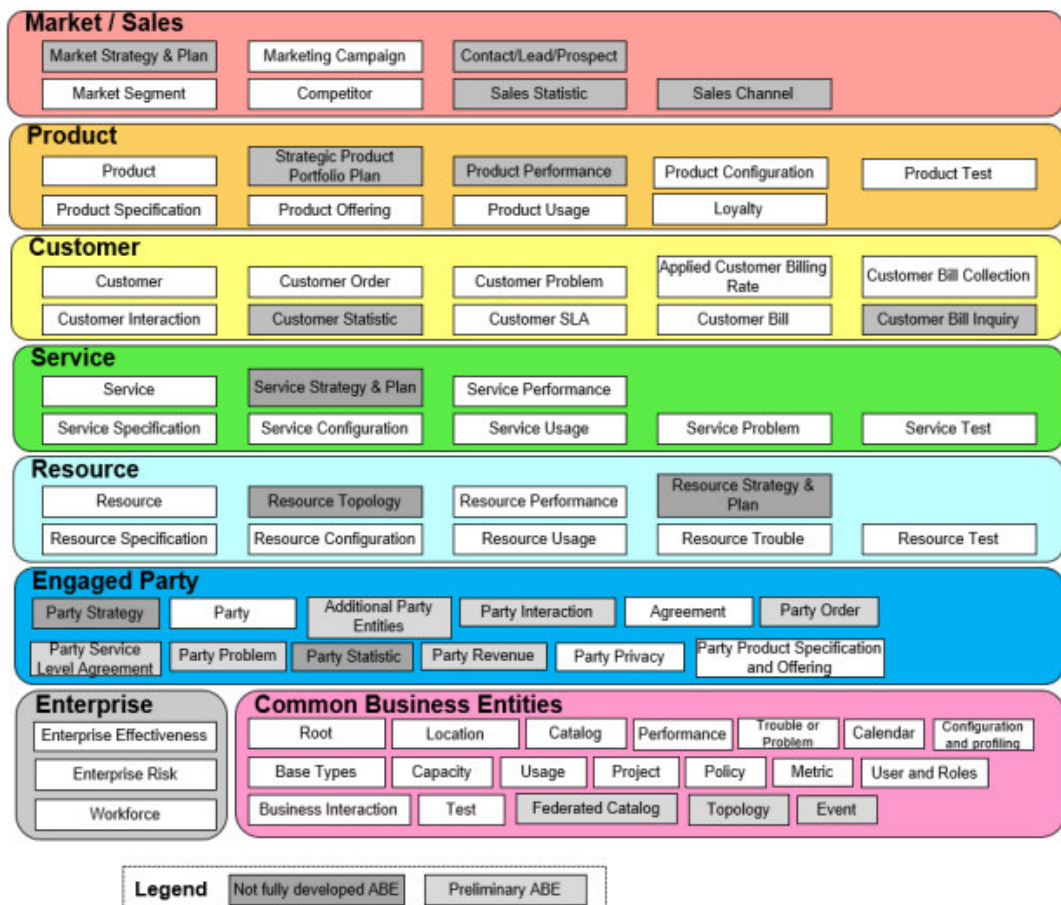 Market / Sales
Market Strategy & Plan
Marketing Campaign
Contact/Lead/Prospect
Market Segment
Competitor
Sales Statistic
Sales Channel
Product
Product
Strategic Product
Portfolio Plan
Product Performance
Product Configuration
Product Test
Product Specification
Product Offering
Product Usage
Loyalty
Customer
Customer
Customer Order
Customer Problem
Applied Customer Billing
Rate
Customer Bill Collection
Customer Interaction
Customer Statistic
Customer SLA
Customer Bill
Customer Bill Inquiry
Service
Service
Service Strategy & Plan
Service Performance
Service Specification
Service Configuration
Service Usage
Service Problem
Service Test
Resource
Resource
Resource Topology
Resource Performance
Resource Strategy &
Plan
Resource Specification
Resource Configuration
Resource Usage
Resource Trouble
Resource Test
Engaged Party
Party Strategy
Party
Additional Party
Entities
Party Interaction
Agreement
Party Order
Party Service
Level Agreement
Party Problem
Party Statistic
Party Revenue
Party Privacy
Party Product Specification
and Offering
Enterprise
Enterprise Effectiveness
Enterprise Risk
Workforce
Common Business Entities
Root
Location
Catalog
Performance
Trouble or
Problem
Calendar
Configuration
and profiling
Base Types
Capacity
Usage
Project
Policy
Metric
User and Roles
Business Interaction
Test
Federated Catalog
Topology
Event
Legend
Not fully developed ABE
Preliminary ABE